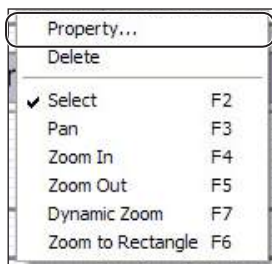 Property...
Delete
Select F2
Pan F3
Zoom In F4
Zoom Out F5
Dynamic Zoom F7
Zoom to Rectangle F6